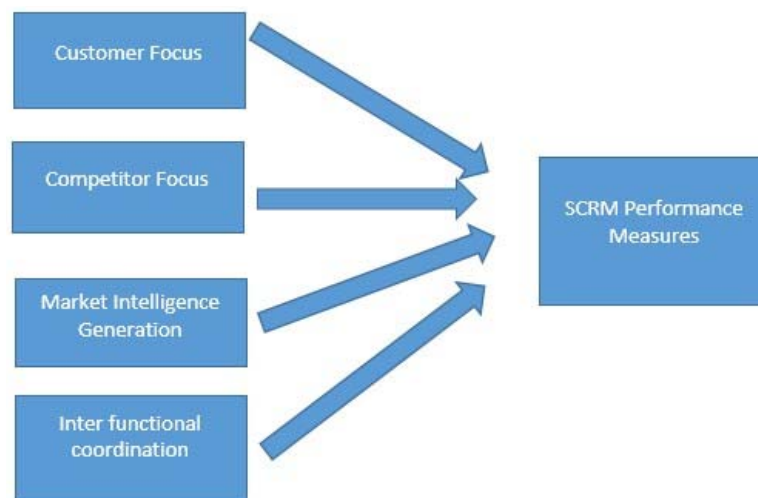 Customer Focus
Competitor Focus
SCRM Performance
Measures
Market Intelligence
Generation
Inter functional
coordination